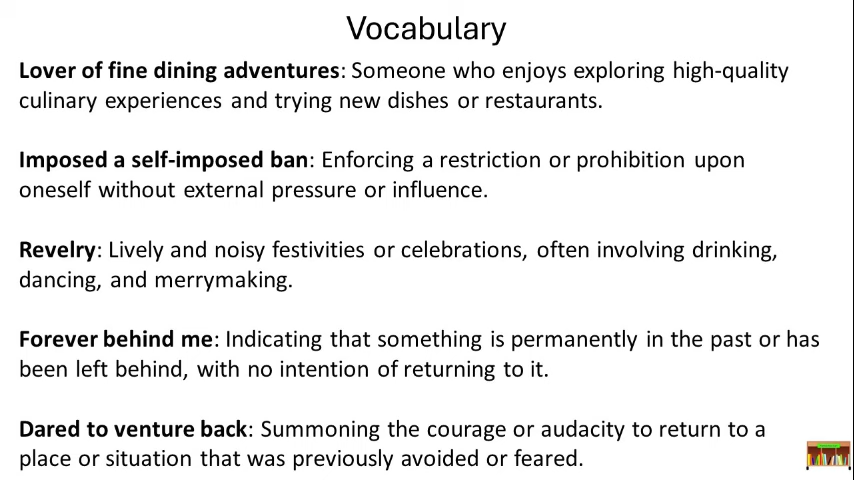 Vocabulary
Lover of fine dining adventures: Someone who enjoys exploring high-quality
culinary experiences and trying new dishes or restaurants.
Imposed a self-imposed ban: Enforcing a restriction or prohibition upon
oneself without external pressure or influence.
Revelry: Lively and noisy festivities or celebrations, often involving drinking,
dancing, and merrymaking.
Forever behind me: Indicating that something is permanently in the past or has
been left behind, with no intention of returning to it.
Dared to venture back: Summoning the courage or audacity to return to a
place or situation that was previously avoided or feared.